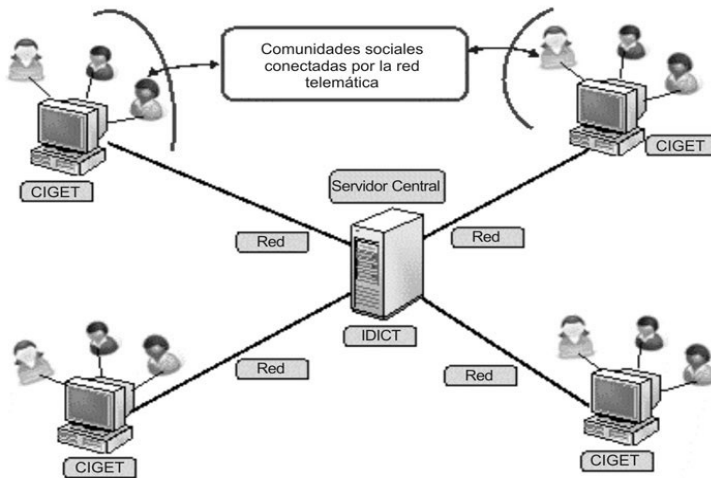 Comunidades sociales
conectadas por la red
telemática
CIGET
CIGET
Servidor Central
Red
Red
IDICT
Red
Red
CIGET
CIGET